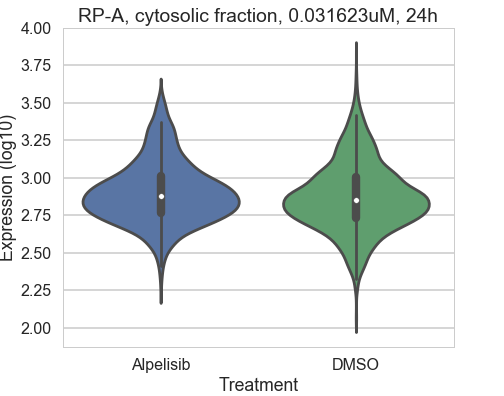 RP-A, cytosolic fraction, 0.031623uM, 24h
Expression (log10)
4.00
3.75
3.50
3.25
3.00
2.75
2.50
2.25
2.00
Alpelisib DMSO
Treatment